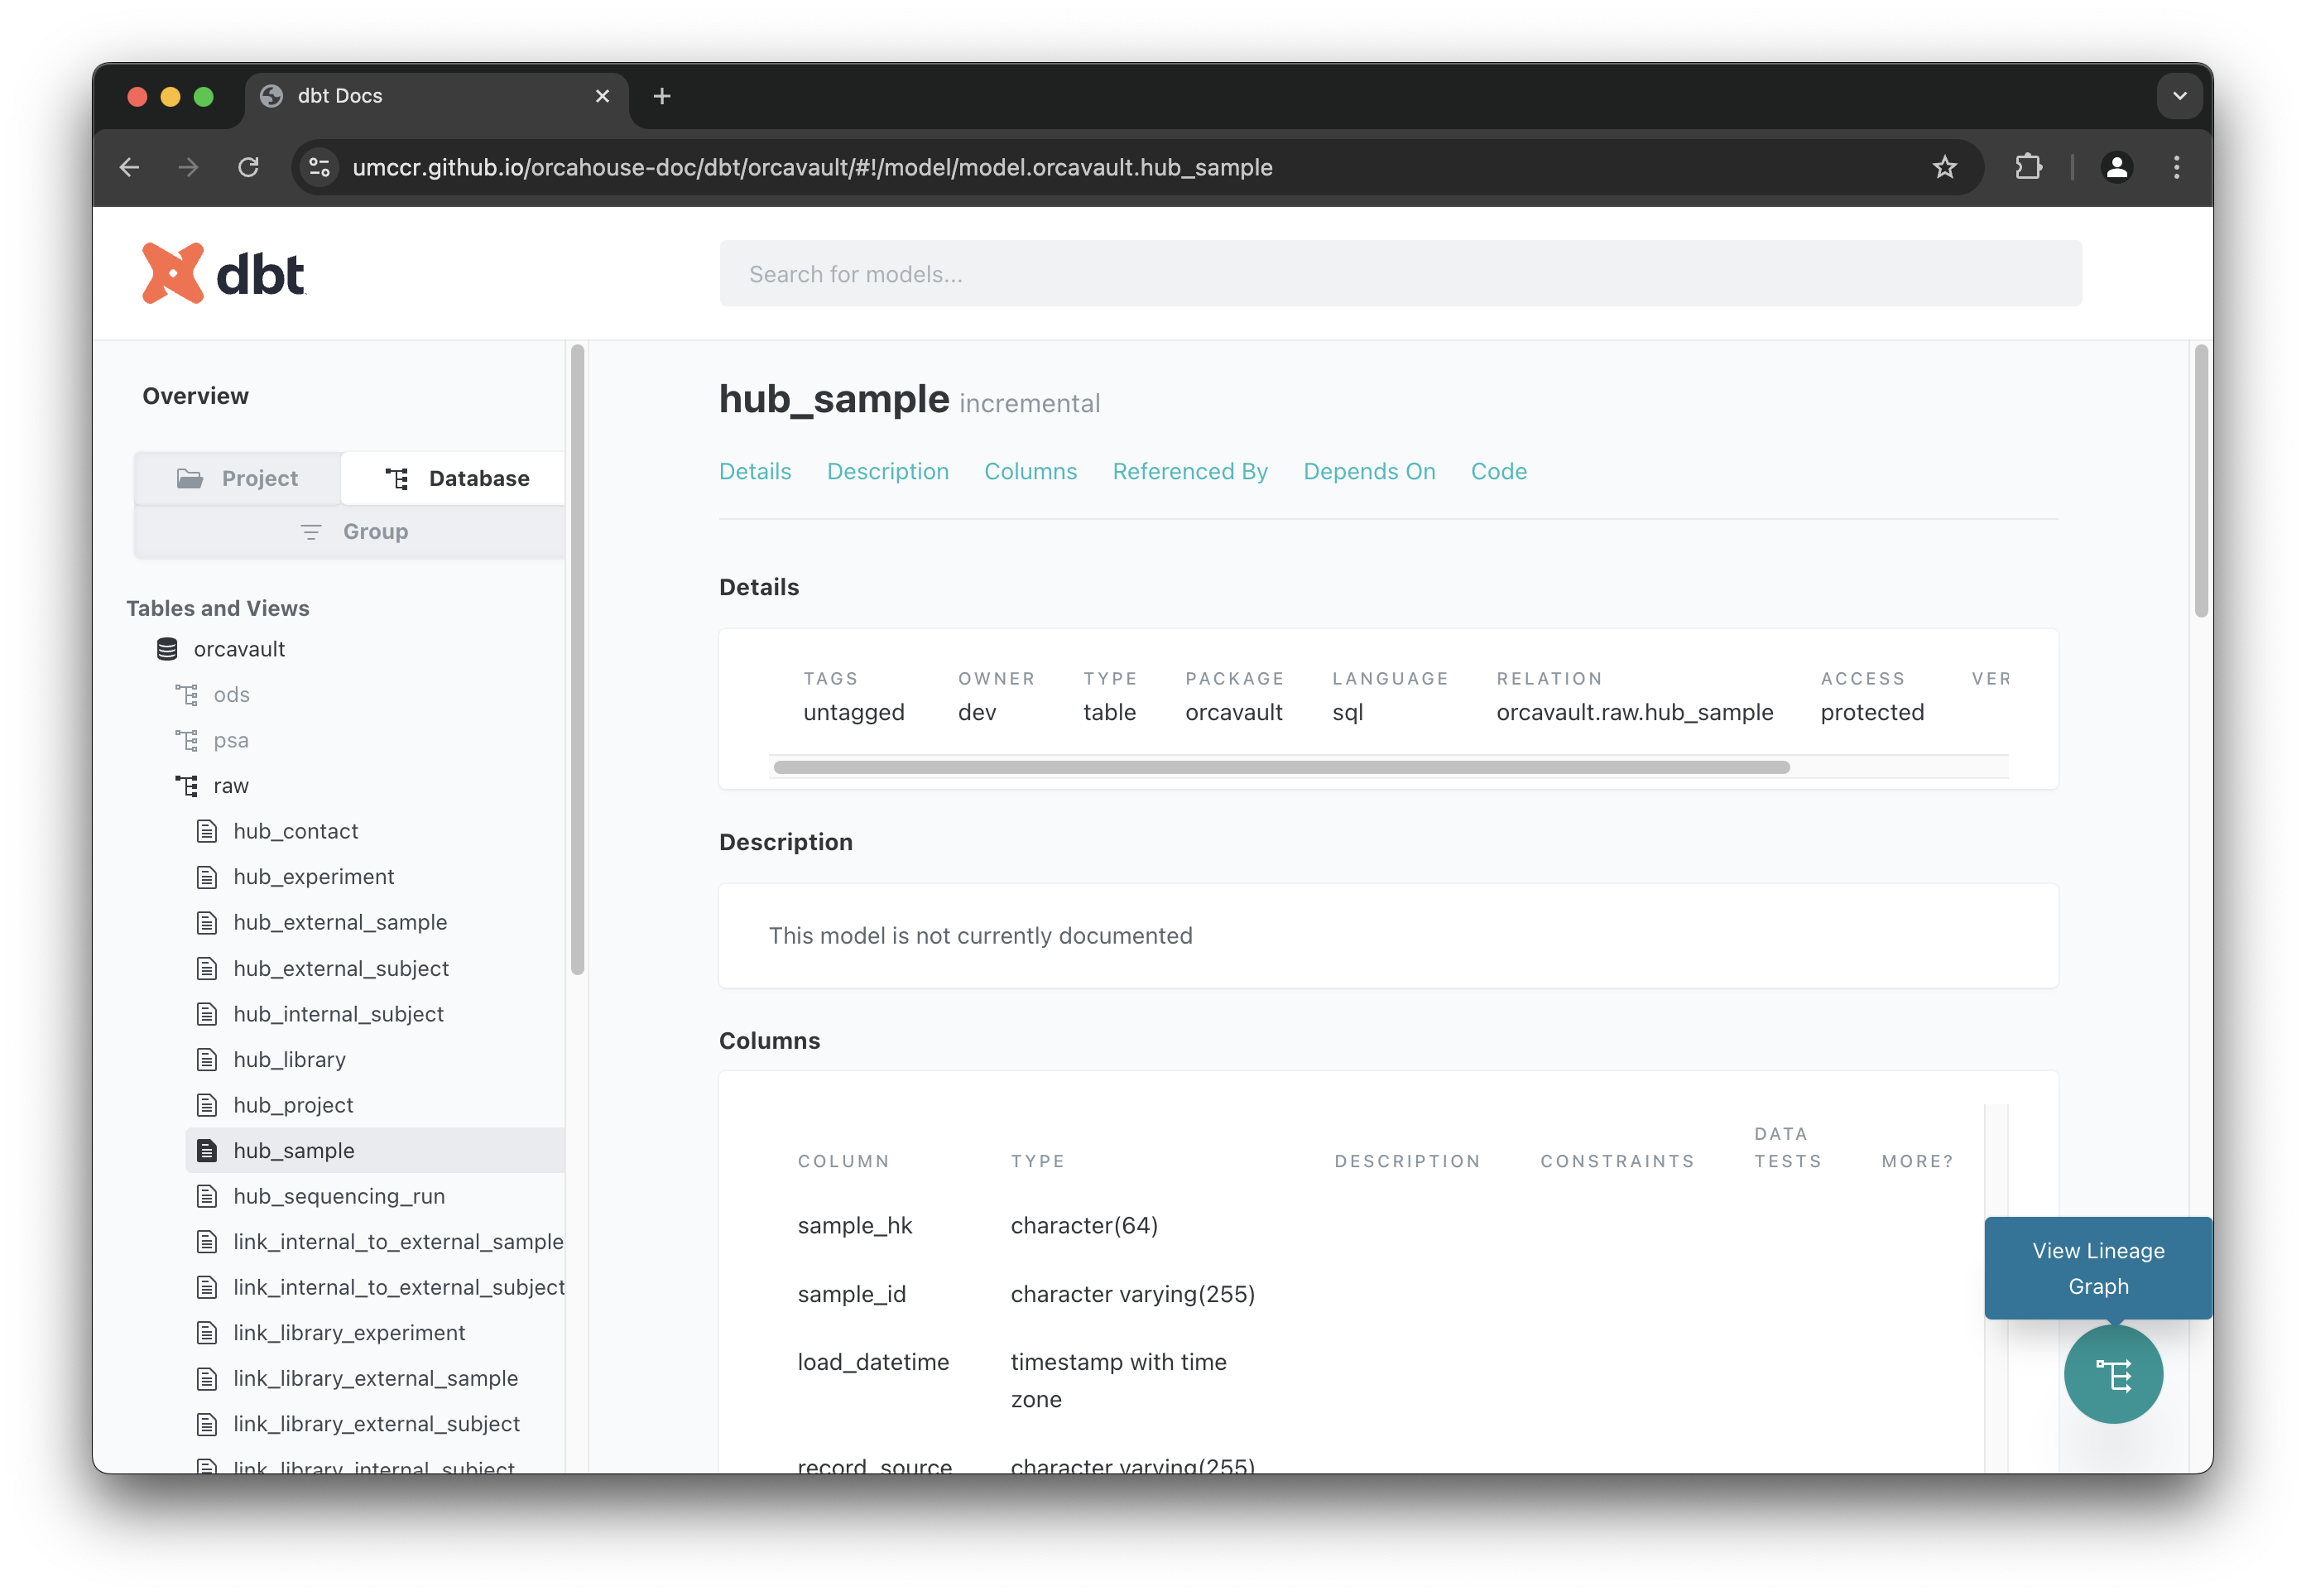 dbt Docs
umccr.github.io/orcahouse-doc/dbt/orcavault/#!/model/model.orcavault.hub_sample
dbt
Search for models...
Overview
Project
Database
Group
Tables and Views
orcavault
ods
psa
raw
hub_contact
hub_experiment
hub_external_sample
hub_external_subject
hub_internal_subject
hub_library
hub_project
hub_sample
hub_sequencing_run
link_internal_to_external_sample
link_internal_to_external_subject
link_library_experiment
link_library_external_sample
link_library_external_subject
link_library_internal_subject
hub_sample incremental
Details Description Columns Referenced By Depends On Code
Details
TAGS OWNER TYPE PACKAGE LANGUAGE RELATION ACCESS VER
untagged dev table orcavault sql orcavault.raw.hub_sample protected
Description
This model is not currently documented
Columns
COLUMN TYPE DESCRIPTION CONSTRAINTS DATA TESTS MORE?
sample_hk character(64)
sample_id character varying(255)
load_datetime timestamp with time
zone
record_source character varying(255)
View Lineage
Graph